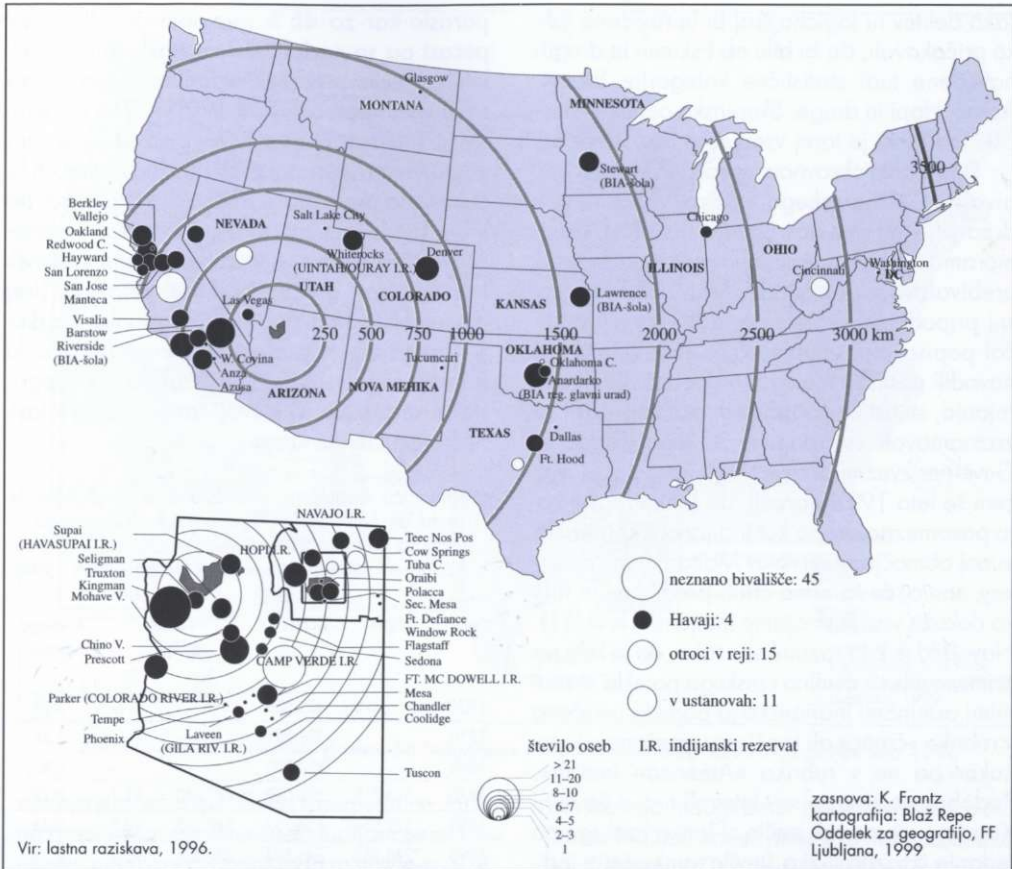 Glasgow
MONTANA
MINNESOTA
Stewart
(BIA-šola)
3500
Berkley
Vallejo
Oakland
Redwood C.
Hayward
San Lorenzo
San Jose
Manteca
Visalia
Barstow
Riverside
(BIA-šola)
NEVADA
Salt Lake City
Whiterocks
(UINTAH/OURAY I.R.)
Denver
Chicago
OHIO
Washington
DC
Cincinnati
ILLINOIS
UTAH
COLORADO
KANSAS
Lawrence
(BIA-šola)
Las Vegas
250
500
1000
1500
2000
2500
3000 km
W. Covina
Anza
Azusa
ARIZONA
NOVA MEHIKA
Tucumcari
OKLAHOMA
Oklahoma C.
Anardarko
(BIA reg. glavni urad)
TEXAS
Dallas
Ft. Hood
NAVAJO I.R.
HOPI I.R.
Supai
(HAVASUPAI I.R.)
Seligman
Truxton
Kingman
Mohave V.
Chino V.
Prescott
Parker (COLORADO RIVER I.R.)
Tempe
Phoenix
Laveen
(GILA RIV. I.R.)
CAMP VERDE I.R.
Teec Nos Pos
Cow Springs
Tuba C.
Oraibi
Polacca
Sec. Mesa
Ft. Defiance
Window Rock
Flagstaff
Sedona
FT. MC DOWELL I.R.
Mesa
Chandler
Coolidge
Tuscon
neznano bivališče: 45
Havaji: 4
otroci v reji: 15
v ustanovah: 11
število oseb
I.R. indijanski rezervat
> 21
11–20
8–10
6–7
4–5
2–3
1
zasnova: K. Frantz
kartografija: Blaž Repe
Oddelek za geografijo, FF
Ljubljana, 1999
Vir: lastna raziskava, 1996.